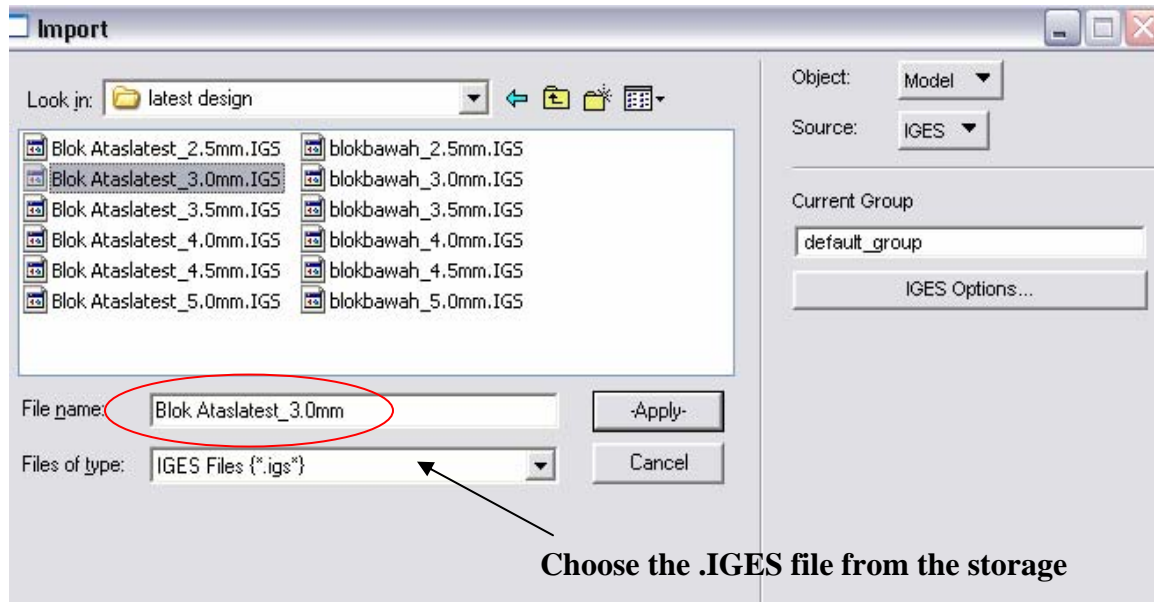 Import
Look in: latest design
Blok Ataslatest_2.5mm.IGS
Blok Ataslatest_3.0mm.IGS
Blok Ataslatest_3.5mm.IGS
Blok Ataslatest_4.0mm.IGS
Blok Ataslatest_4.5mm.IGS
Blok Ataslatest_5.0mm.IGS
blokbawah_2.5mm.IGS
blokbawah_3.0mm.IGS
blokbawah_3.5mm.IGS
blokbawah_4.0mm.IGS
blokbawah_4.5mm.IGS
blokbawah_5.0mm.IGS
File name: Blok Ataslatest_3.0mm
-Apply-
Files of type: IGES Files {*.igs*}
Cancel
Object: Model
Source: IGES
Current Group
default_group
IGES Options...
Choose the .IGES file from the storage